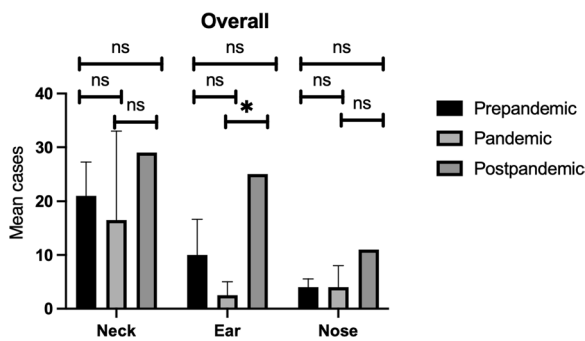 Overall
ns ns ns
ns ns ns
ns * ns
40
30
20
10
0
Mean cases
Neck Ear Nose
Prepandemic
Pandemic
Postpandemic